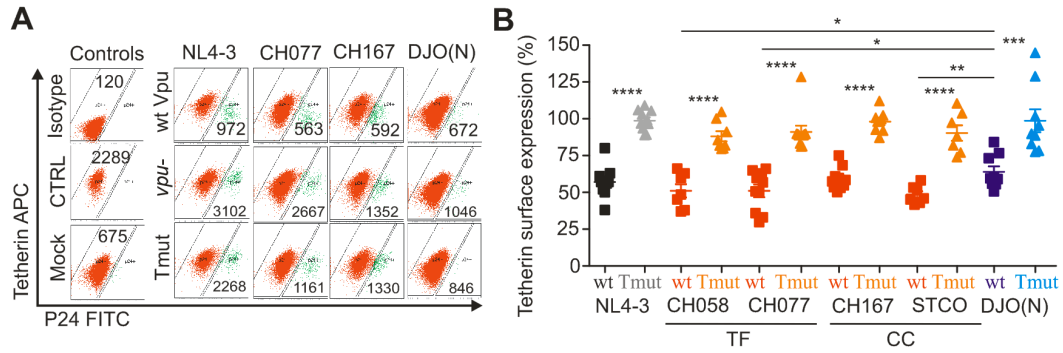 A
Controls NL4-3 CH077 CH167 DJO(N)
Tetherin APC
Isotype 120
wt Vpu 972 563 592 672
CTRL 2289
vpu- 3102 2667 1352 1046
Mock 675
Tmut 2268 1161 1330 846
P24 FITC
B
Tetherin surface expression (%)
150
125
100
75
50
25
0
*
*
**
**** **** **** **** **** ***
wt Tmut wt Tmut wt Tmut wt Tmut wt Tmut wt Tmut
NL4-3 CH058 CH077 CH167 STCO DJO(N)
TF CC